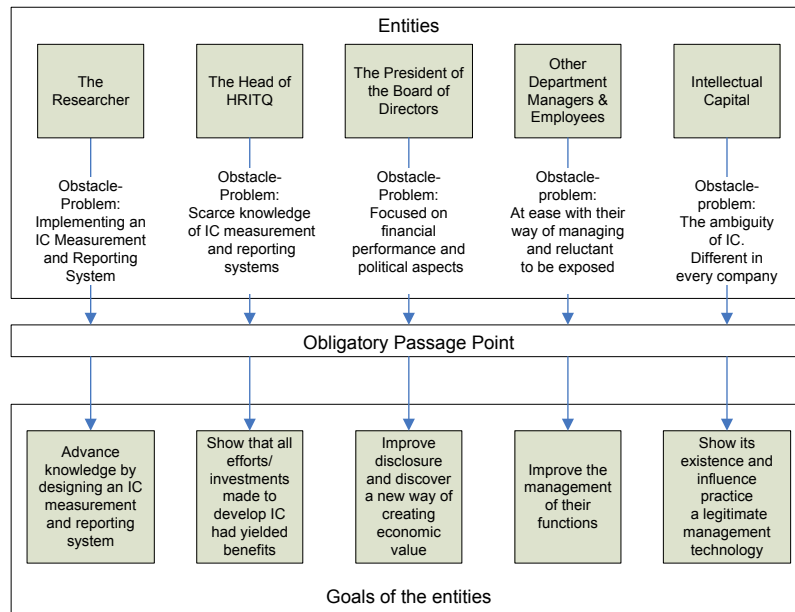 Entities
The
Researcher
The Head of
HRITQ
The President of
the Board of
Directors
Other
Department
Managers &
Employees
Intellectual
Capital
Obstacle-
Problem:
Implementing an
IC Measurement
and Reporting
System
Obstacle-
Problem:
Scarce knowledge
of IC measurement
and reporting
systems
Obstacle-
Problem:
Focused on
financial
performance and
political aspects
Obstacle-
problem:
At ease with their
way of managing
and reluctant
to be exposed
Obstacle-
problem:
The ambiguity
of IC.
Different in
every company
Obligatory Passage Point
Advance
knowledge by
designing an IC
measurement
and reporting
system
Show that all
efforts/
investments
made to
develop IC
had yielded
benefits
Improve
disclosure
and discover
a new way of
creating
economic
value
Improve the
management of
their functions
Show its
existence and
influence
practice
a legitimate
management
technology
Goals of the entities